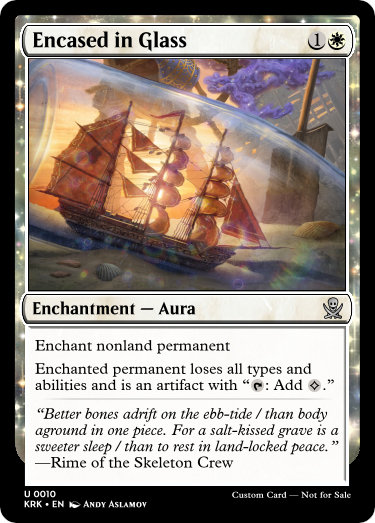 Encased in Glass 1
Enchantment — Aura
Enchant nonland permanent
Enchanted permanent loses all types and
abilities and is an artifact with “: Add .”
“Better bones adrift on the ebb-tide / than body
aground in one piece. For a salt-kissed grave is a
sweeter sleep / than to rest in land-locked peace.”
—Rime of the Skeleton Crew
U 0010
KRK • EN Andy Aslamov
Custom Card — Not for Sale